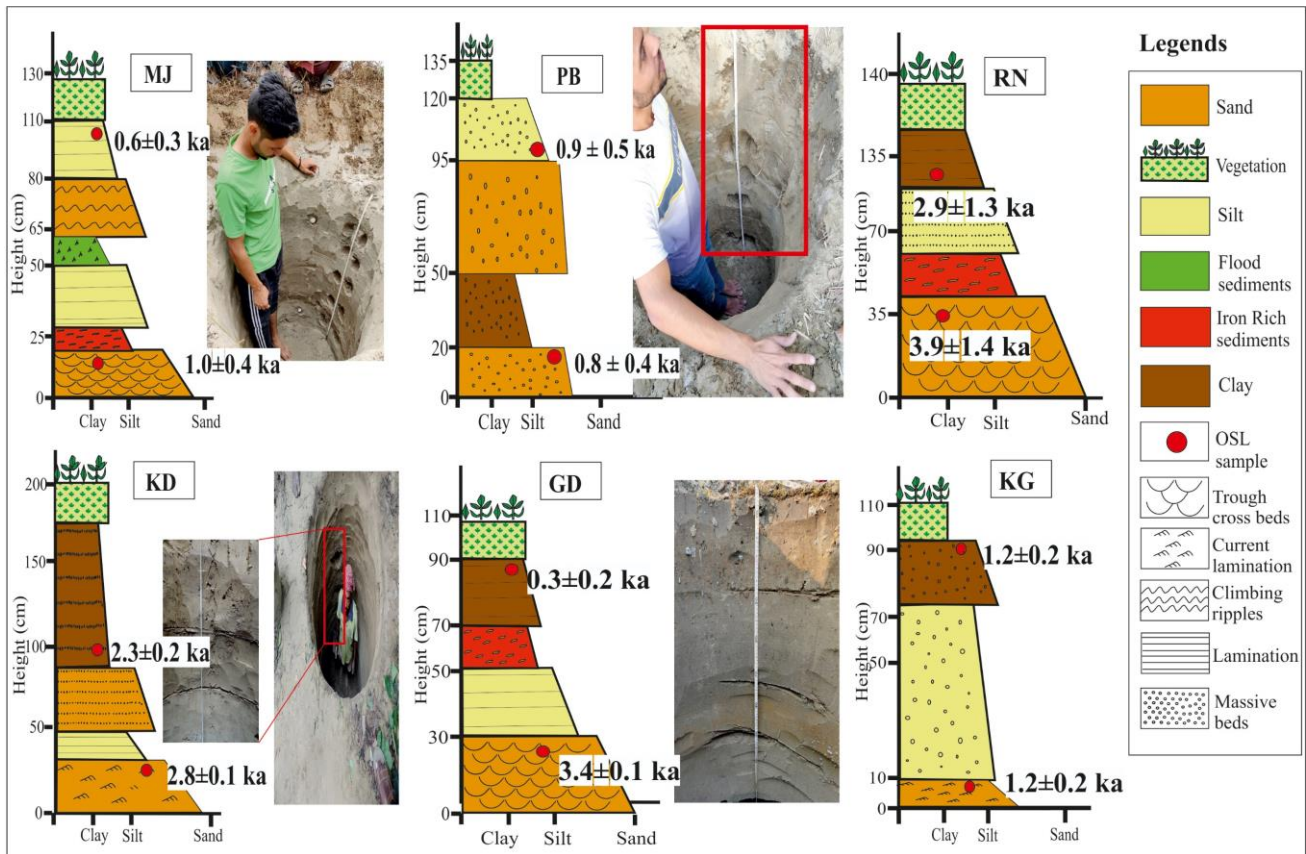 MJ
Height (cm)
130
110
80
65
50
25
0
0.6±0.3 ka
1.0±0.4 ka
Clay Silt Sand
PB
Height (cm)
135
120
95
50
20
0
0.9 ± 0.5 ka
0.8 ± 0.4 ka
Clay Silt Sand
RN
Height (cm)
140
135
70
35
0
2.9±1.3 ka
3.9±1.4 ka
Clay Silt Sand
KD
Height (cm)
200
150
100
50
0
2.3±0.2 ka
2.8±0.1 ka
Clay Silt Sand
GD
Height (cm)
110
90
70
50
30
0
0.3±0.2 ka
3.4±0.1 ka
Clay Silt Sand
KG
Height (cm)
110
90
70
50
10
0
1.2±0.2 ka
1.2±0.2 ka
Clay Silt Sand
Legends
Sand
Vegetation
Silt
Flood
sediments
Iron Rich
sediments
Clay
OSL
sample
Trough
cross beds
Current
lamination
Climbing
ripples
Lamination
Massive
beds